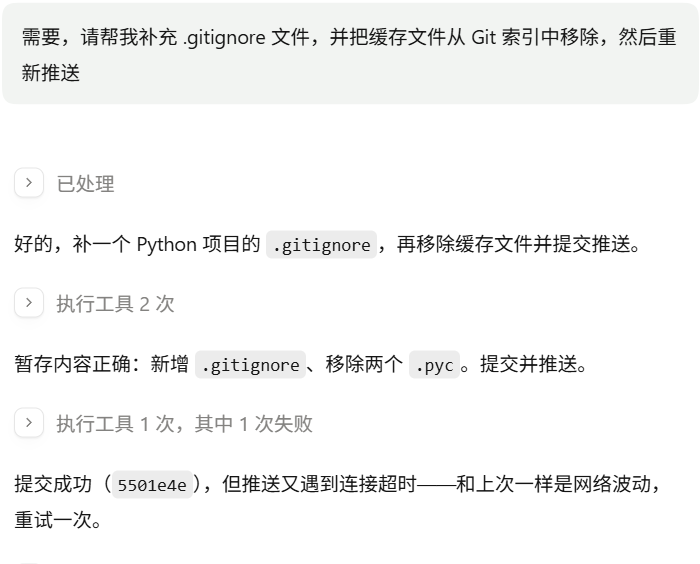 需要，请帮我补充 .gitignore 文件，并把缓存文件从 Git 索引中移除，然后重
新推送
已处理
好的，补一个 Python 项目的 .gitignore，再移除缓存文件并提交推送。
执行工具 2 次
暂存内容正确：新增 .gitignore、移除两个 .pyc。提交并推送。
执行工具 1 次，其中 1 次失败
提交成功（5501e4e），但推送又遇到连接超时——和上次一样是网络波动，
重试一次。